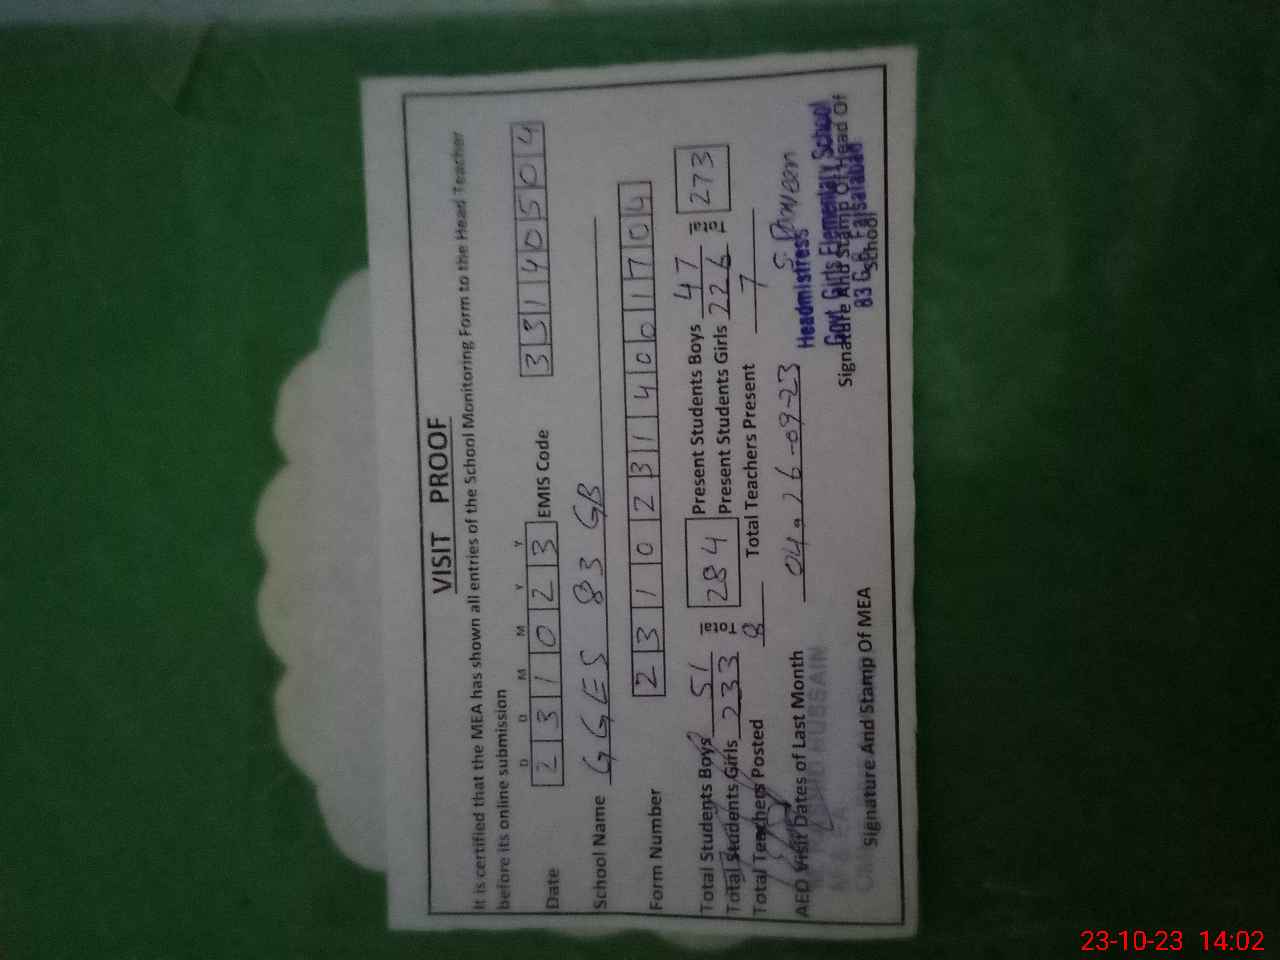 VISIT PROOF
It is certified that the MEA has shown all entries of the School Monitoring Form to the Head Teacher
before its online submission
D D M M Y Y
Date 2 3 1 0 2 3 EMIS Code 3 3 1 4 0 5 0 4
School Name GGES 83 GB
Form Number 2 3 1 0 2 3 1 4 0 0 1 7 0 4
Total Students Boys 51 Total 284 Present Students Boys 47 Total 273
Total Students Girls 233 Present Students Girls 226
Total Teachers Posted 8 Total Teachers Present 7
AEO Visit Dates of Last Month 04, 26-09-23
S. Parveen
Headmistress
Govt. Girls Elementary School
83 G.B. Faisalabad
HUSSAIN
Signature And Stamp Of MEA
Signature And Stamp Of Head Of
School
23-10-23 14:02